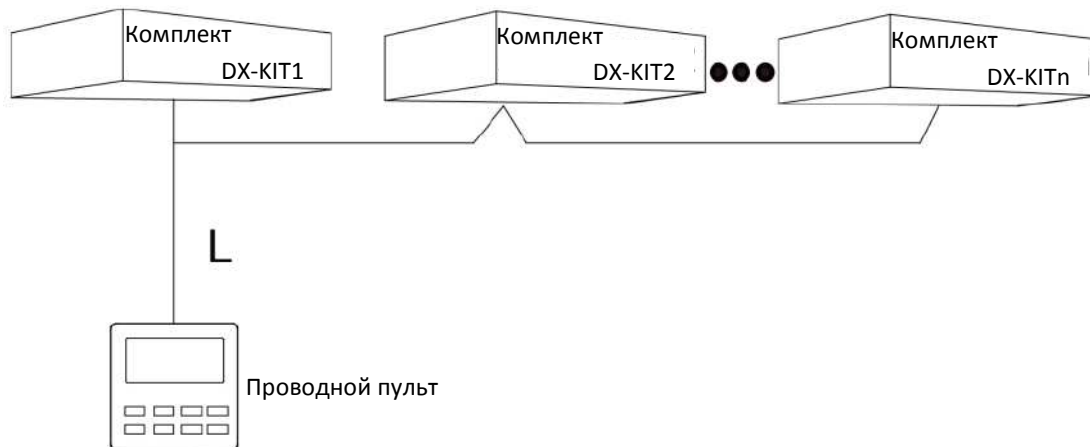 Комплект
DX-KIT1
Комплект
DX-KIT2
Комплект
DX-KITn
L
Проводной пульт